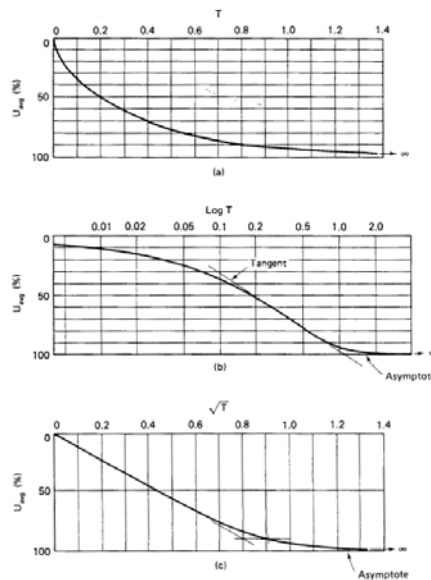 T
0 0.2 0.4 0.6 0.8 1.0 1.2 1.4
0
50
100
U avg (%)
∞
(a)
Log T
0.01 0.02 0.05 0.1 0.2 0.5 1.0 2.0
0
50
100
U avg (%)
Tangent
Asymptot
(b)
√T
0 0.2 0.4 0.6 0.8 1.0 1.2 1.4
0
50
100
U avg (%)
∞
Asymptote
(c)